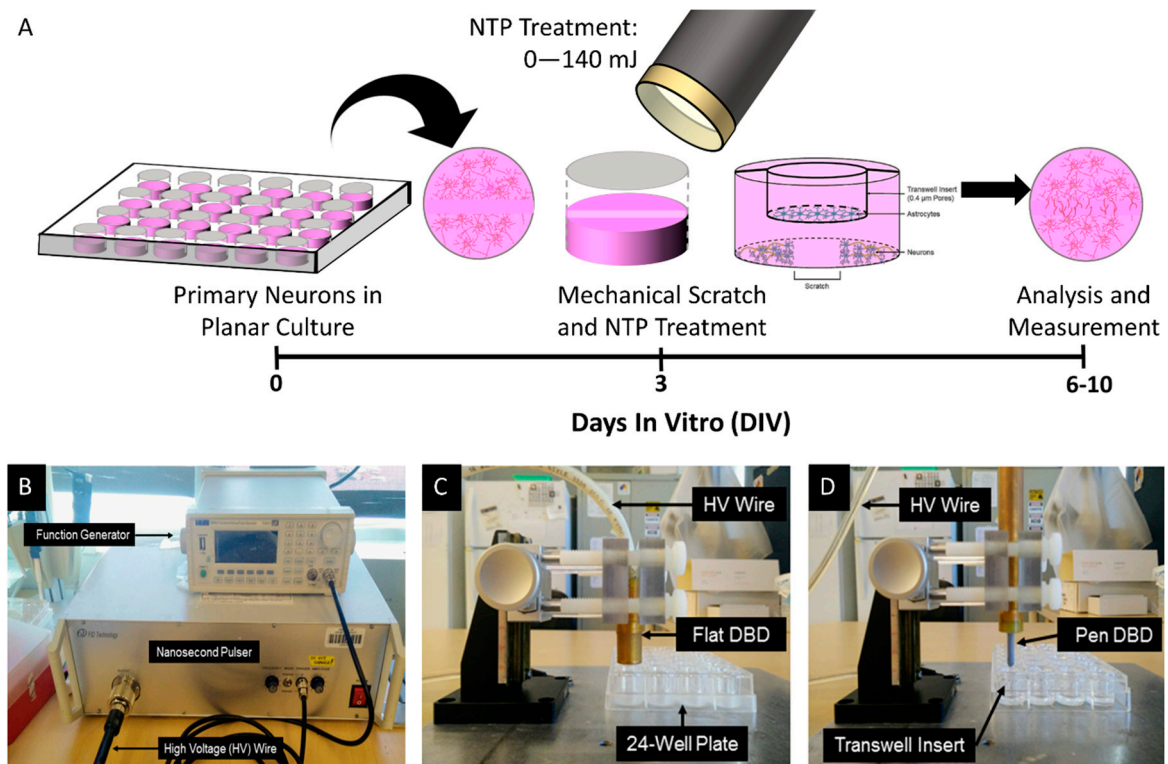 A
NTP Treatment:
0—140 mJ
Transwell Insert
(0.4 µm Pores)
Astrocytes
Neurons
Scratch
Primary Neurons in
Planar Culture
Mechanical Scratch
and NTP Treatment
Analysis and
Measurement
0
3
6-10
Days In Vitro (DIV)
B
Function Generator
FID Technology
Nanosecond Pulser
High Voltage (HV) Wire
C
HV Wire
Flat DBD
24-Well Plate
D
HV Wire
Pen DBD
Transwell Insert